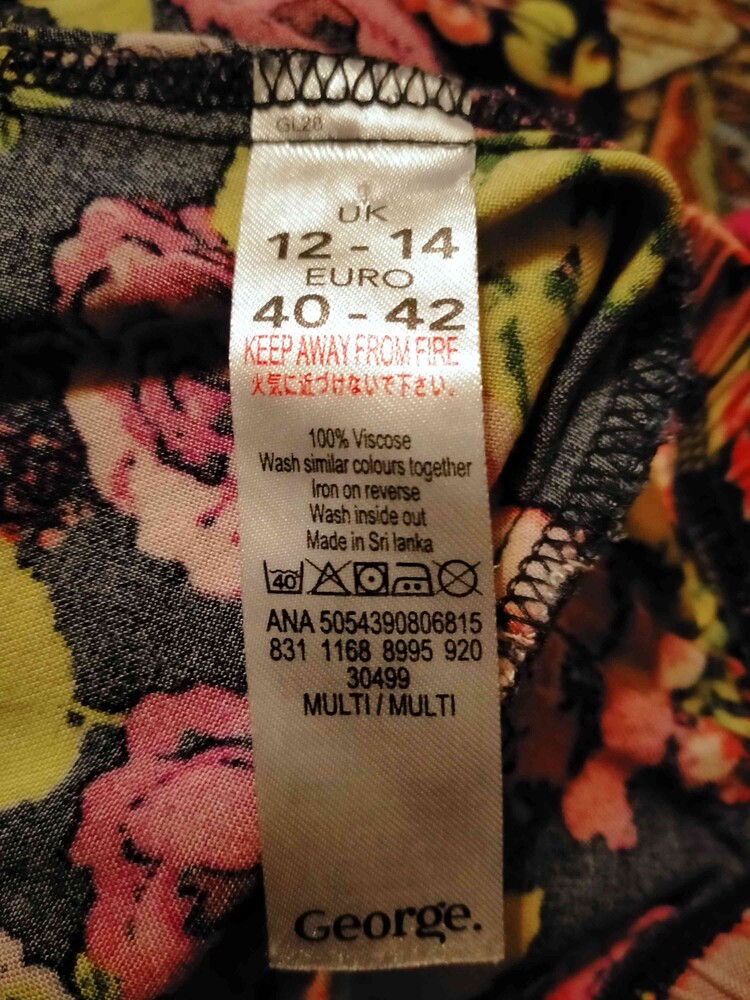 GL28
UK
12 - 14
EURO
40 - 42
KEEP AWAY FROM FIRE
火気に近づけないで下さい。
100% Viscose
Wash similar colours together
Iron on reverse
Wash inside out
Made in Sri lanka
40
ANA 5054390806815
831 1168 8995 920
30499
MULTI / MULTI
George.